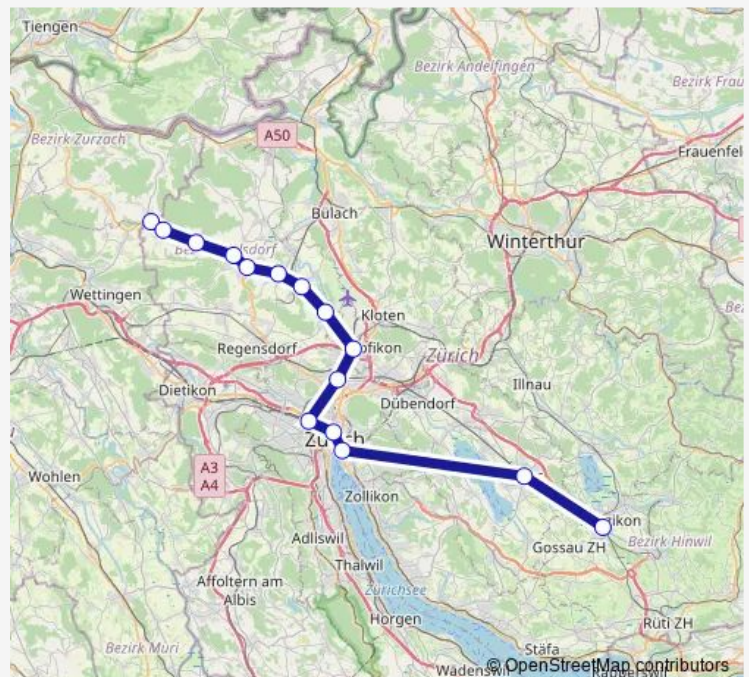 Tiengen
Bezirk Andelfingen
Bezirk Frau
Bezirk Zurzach
A50
Frauenfel
Bülach
Winterthur
Wettingen
Kloten
Regensdorf
Zürich
Dietikon
Illnau
Dübendorf
A3
A4
Wohlen
Zollikon
Adliswil
Gossau ZH
Bezirk Hinwil
Thalwil
Affoltern am
Albis
Zürichsee
Horgen
Rüti ZH
Bezirk Muri
Stäfa
Wädenswil
© OpenStreetMap contributors